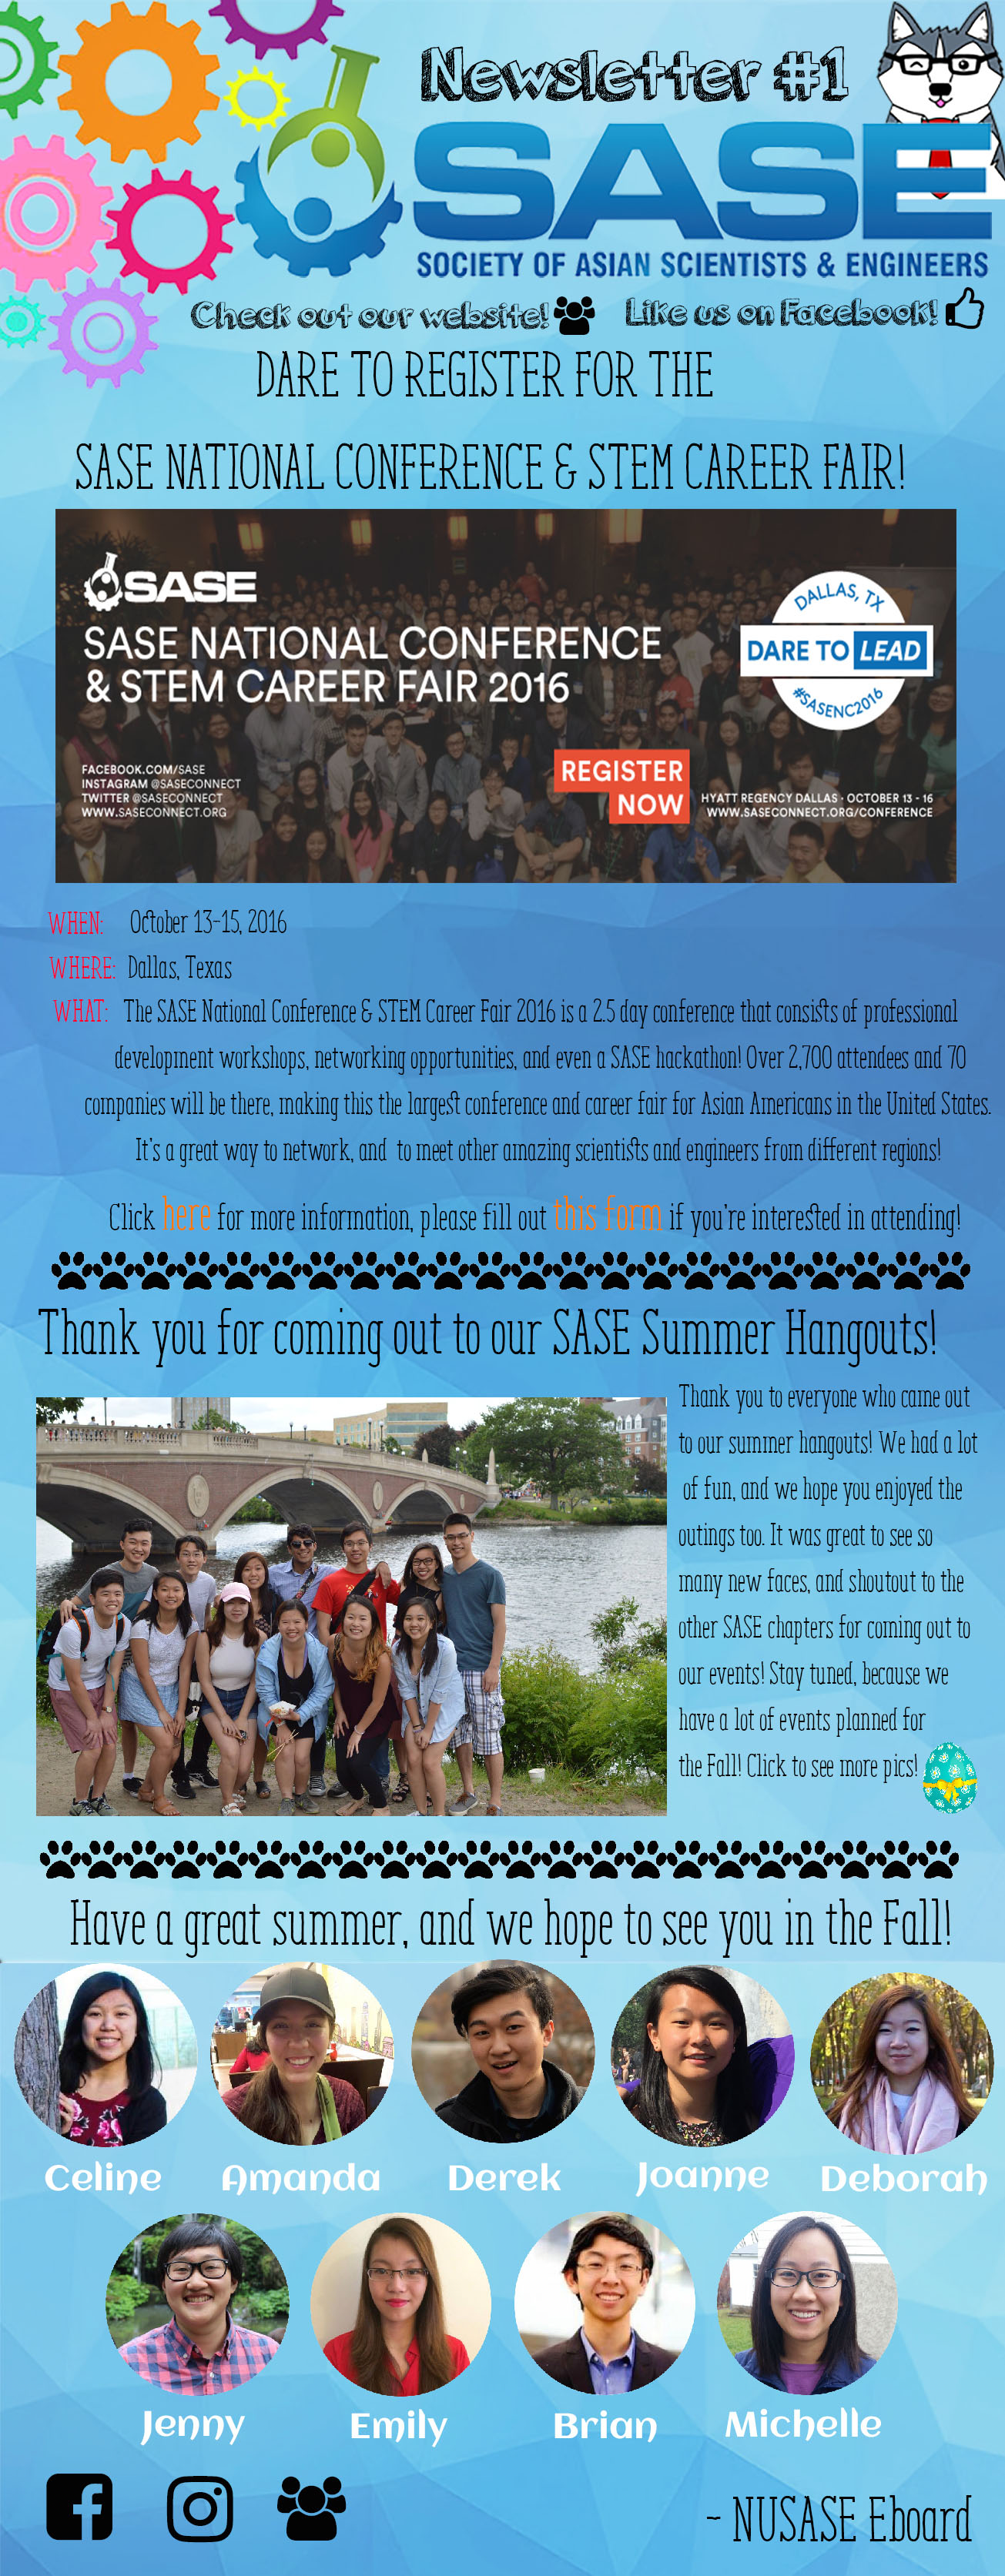 Newsletter #1
SASE
SOCIETY OF ASIAN SCIENTISTS & ENGINEERS
Check out our website!
Like us on Facebook!
DARE TO REGISTER FOR THE
SASE NATIONAL CONFERENCE & STEM CAREER FAIR!
SASE
SASE NATIONAL CONFERENCE
& STEM CAREER FAIR 2016
DALLAS, TX
DARE TO LEAD
#SASENC2016
FACEBOOK.COM/SASE
INSTAGRAM @SASECONNECT
TWITTER @SASECONNECT
WWW.SASECONNECT.ORG
REGISTER
NOW
HYATT REGENCY DALLAS · OCTOBER 13 - 16
WWW.SASECONNECT.ORG/CONFERENCE
WHEN: October 13-15, 2016
WHERE: Dallas, Texas
WHAT: The SASE National Conference & STEM Career Fair 2016 is a 2.5 day conference that consists of professional
development workshops, networking opportunities, and even a SASE hackathon! Over 2,700 attendees and 70
companies will be there, making this the largest conference and career fair for Asian Americans in the United States.
It's a great way to network, and to meet other amazing scientists and engineers from different regions!
Click here for more information, please fill out this form if you're interested in attending!
Thank you for coming out to our SASE Summer Hangouts!
Thank you to everyone who came out
to our summer hangouts! We had a lot
of fun, and we hope you enjoyed the
outings too. It was great to see so
many new faces, and shoutout to the
other SASE chapters for coming out to
our events! Stay tuned, because we
have a lot of events planned for
the Fall! Click to see more pics!
Have a great summer, and we hope to see you in the Fall!
Celine
Amanda
Derek
Joanne
Deborah
Jenny
Emily
Brian
Michelle
- NUSASE Eboard